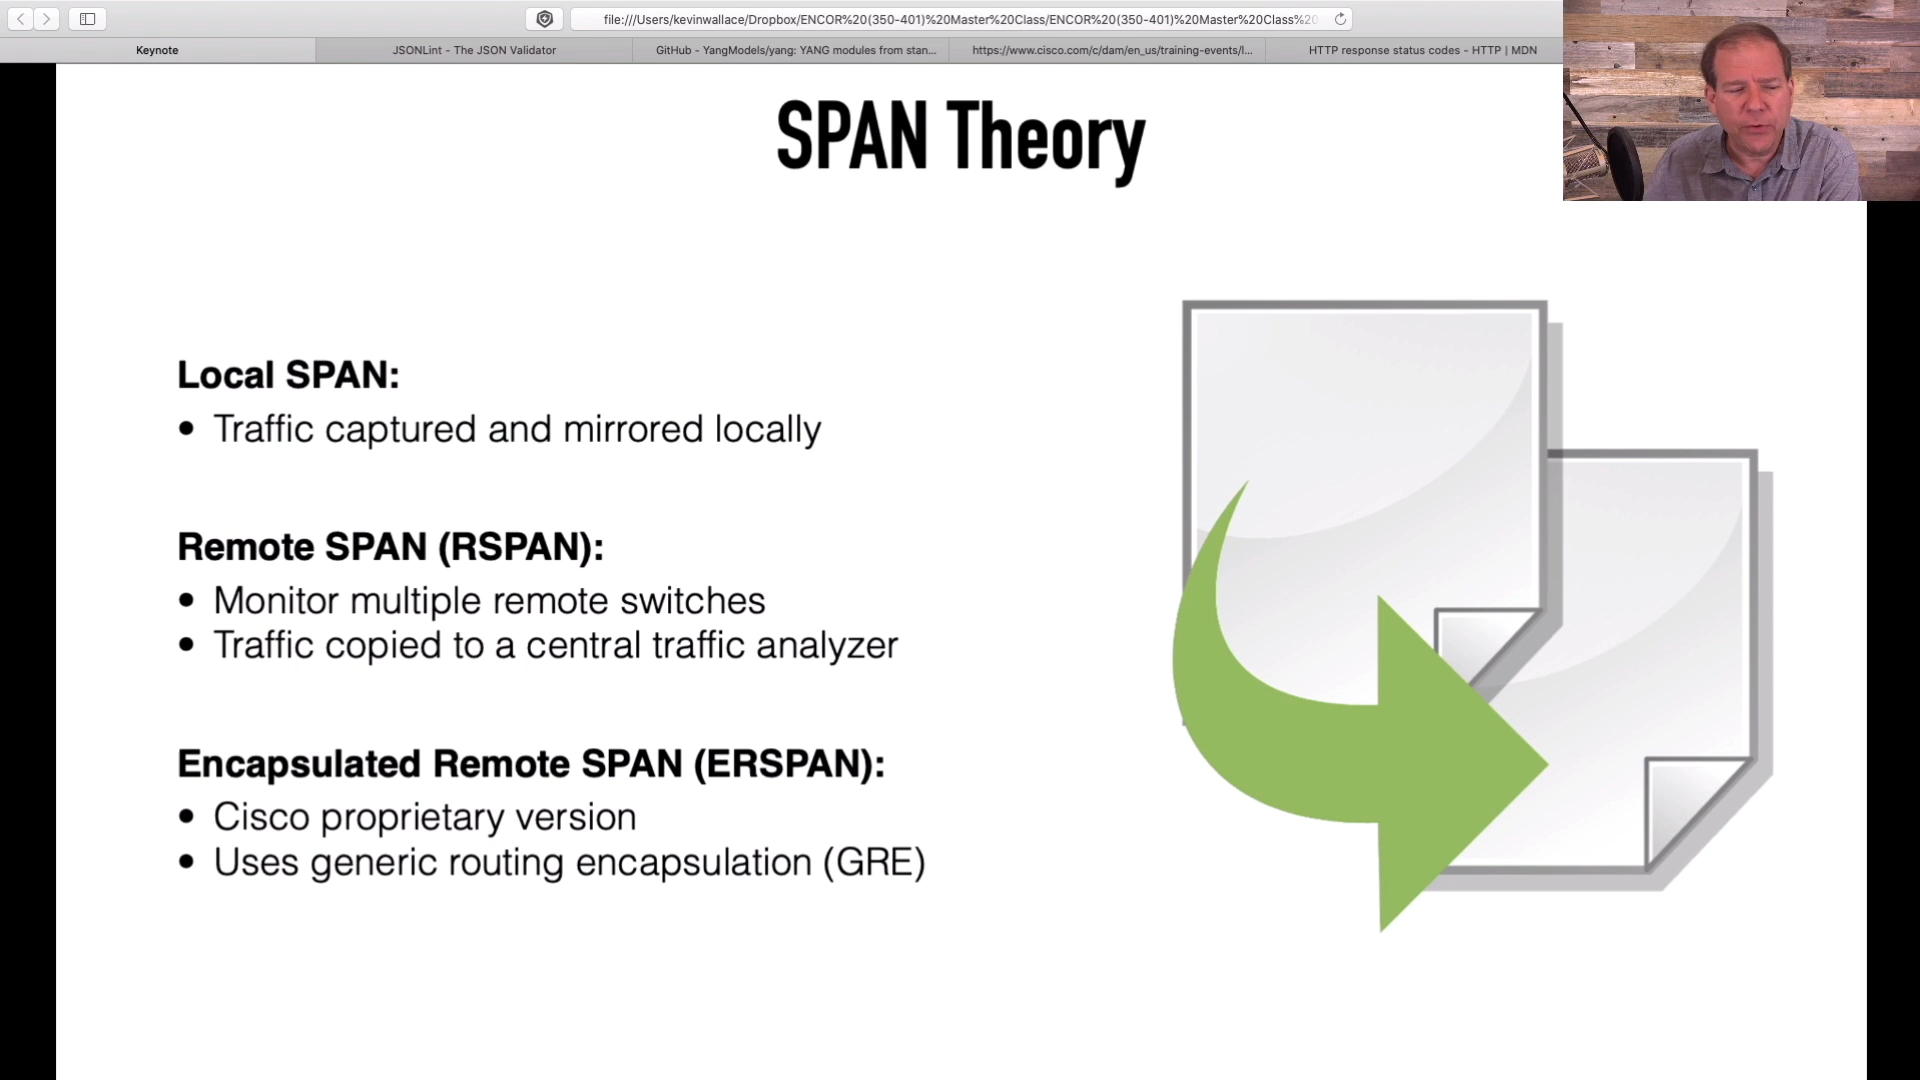 file:///Users/kevinwallace/Dropbox/ENCOR%20(350-401)%20Master%20Class/ENCOR%20(350-401)%20Master%20Class%20
Keynote
JSONLint - The JSON Validator
GitHub - YangModels/yang: YANG modules from stan...
https://www.cisco.com/c/dam/en_us/training-events/l...
HTTP response status codes - HTTP | MDN
SPAN Theory
Local SPAN:
• Traffic captured and mirrored locally
Remote SPAN (RSPAN):
• Monitor multiple remote switches
• Traffic copied to a central traffic analyzer
Encapsulated Remote SPAN (ERSPAN):
• Cisco proprietary version
• Uses generic routing encapsulation (GRE)